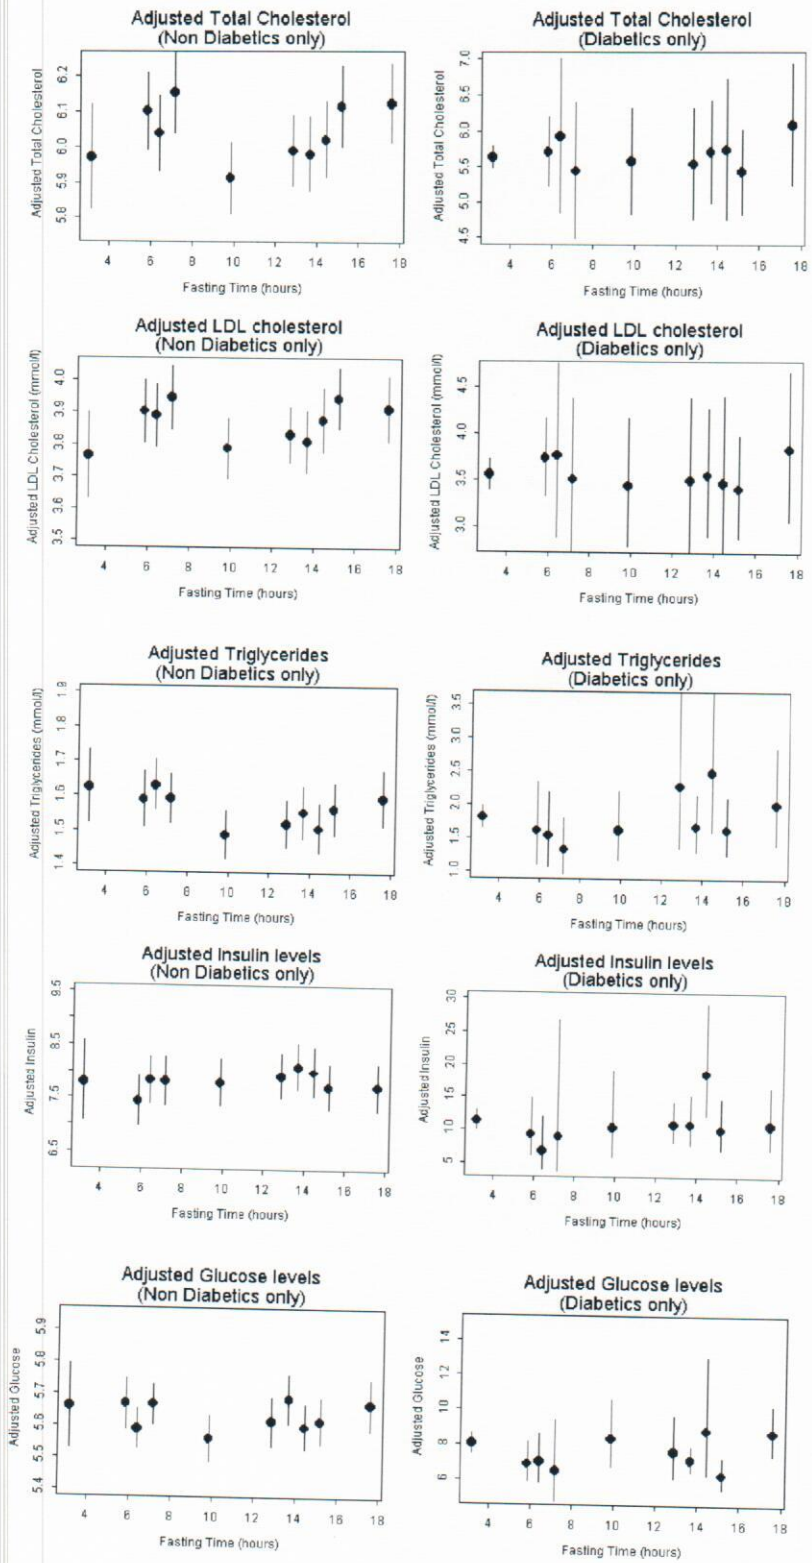 Adjusted Total Cholesterol
(Non Diabetics only)
Adjusted Total Cholesterol
6.2
6.1
6.0
5.9
5.8
4 6 8 10 12 14 16 18
Fasting Time (hours)
Adjusted Total Cholesterol
(Diabetics only)
Adjusted Total Cholesterol
7.0
6.5
6.0
5.5
5.0
4.5
4 6 8 10 12 14 16 18
Fasting Time (hours)
Adjusted LDL cholesterol
(Non Diabetics only)
Adjusted LDL Cholesterol (mmol/l)
4.0
3.9
3.8
3.7
3.6
3.5
4 6 8 10 12 14 16 18
Fasting Time (hours)
Adjusted LDL cholesterol
(Diabetics only)
Adjusted LDL Cholesterol (mmol/l)
4.5
4.0
3.5
3.0
4 6 8 10 12 14 16 18
Fasting Time (hours)
Adjusted Triglycerides
(Non Diabetics only)
Adjusted Triglycerides (mmol/l)
1.9
1.8
1.7
1.6
1.5
1.4
4 6 8 10 12 14 16 18
Fasting Time (hours)
Adjusted Triglycerides
(Diabetics only)
Adjusted Triglycerides (mmol/l)
3.5
3.0
2.5
2.0
1.5
1.0
4 6 8 10 12 14 16 18
Fasting Time (hours)
Adjusted Insulin levels
(Non Diabetics only)
Adjusted Insulin
9.5
8.5
7.5
6.5
4 6 8 10 12 14 16 18
Fasting Time (hours)
Adjusted Insulin levels
(Diabetics only)
Adjusted Insulin
30
25
20
15
10
5
4 6 8 10 12 14 16 18
Fasting Time (hours)
Adjusted Glucose levels
(Non Diabetics only)
Adjusted Glucose
5.9
5.8
5.7
5.6
5.5
5.4
4 6 8 10 12 14 16 18
Fasting Time (hours)
Adjusted Glucose levels
(Diabetics only)
Adjusted Glucose
14
12
10
8
6
4 6 8 10 12 14 16 18
Fasting Time (hours)